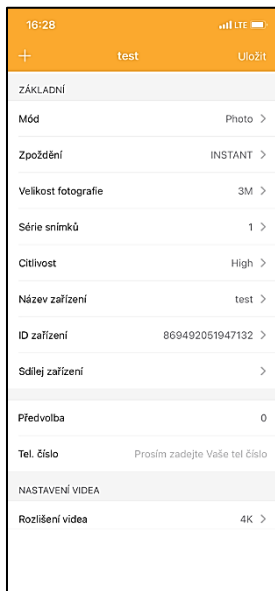 16:28 LTE
+ test Uložit
ZÁKLADNÍ
Mód Photo >
Zpoždění INSTANT >
Velikost fotografie 3M >
Série snímků 1 >
Citlivost High >
Název zařízení test >
ID zařízení 869492051947132 >
Sdílej zařízení >
Předvolba 0
Tel. číslo Prosím zadejte Vaše tel číslo
NASTAVENÍ VIDEA
Rozlišení videa 4K >